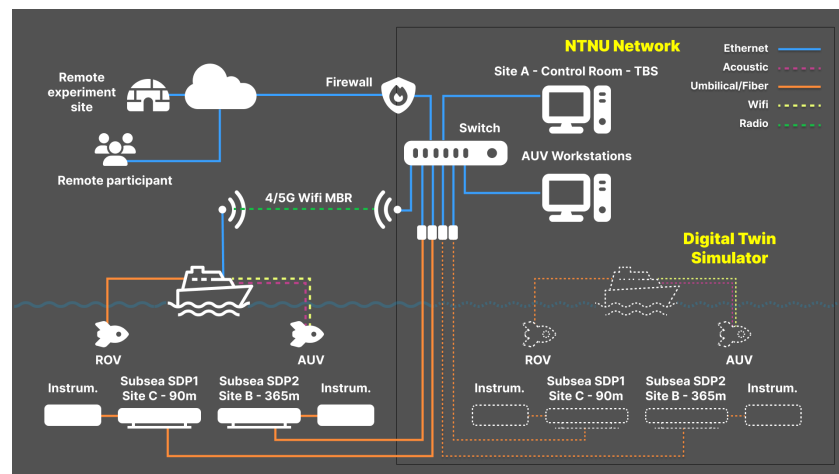 NTNU Network
Ethernet
Acoustic
Umbilical/Fiber
Wifi
Radio
Remote
experiment
site
Firewall
Site A - Control Room - TBS
Switch
AUV Workstations
Remote participant
4/5G Wifi MBR
Digital Twin
Simulator
ROV
AUV
Instrum.
Subsea SDP1
Site C - 90m
Subsea SDP2
Site B - 365m
Instrum.
ROV
AUV
Instrum.
Subsea SDP1
Site C - 90m
Subsea SDP2
Site B - 365m
Instrum.